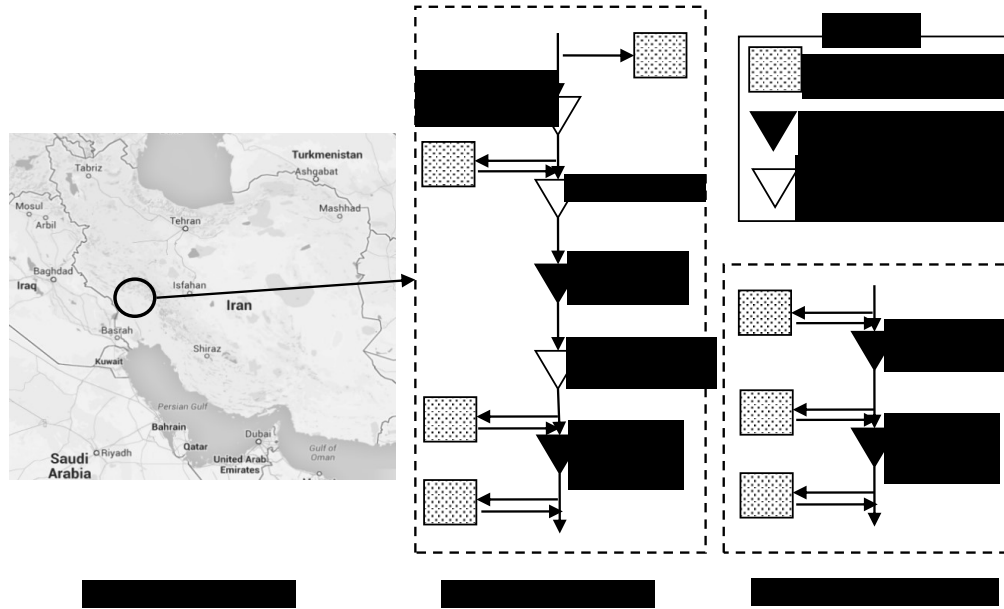 Turkmenistan
Tabriz
Ashgabat
Mosul
Mashhad
Arbil
Tehran
Baghdad
Isfahan
Iraq
Iran
Basrah
Shiraz
Kuwait
Persian Gulf
Bahrain
Dubai
Qatar
Gulf of
Oman
Saudi
Arabia
Riyadh
United Arab
Emirates